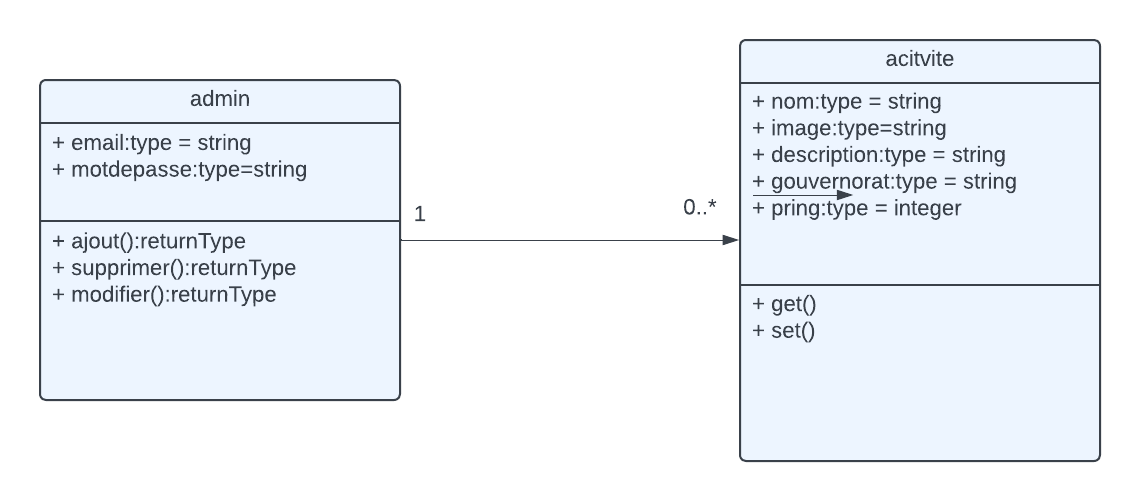 admin
+ email:type = string
+ motdepasse:type=string
+ ajout():returnType
+ supprimer():returnType
+ modifier():returnType
1
0..*
acitvite
+ nom:type = string
+ image:type=string
+ description:type = string
+ gouvernorat:type = string
+ pring:type = integer
+ get()
+ set()